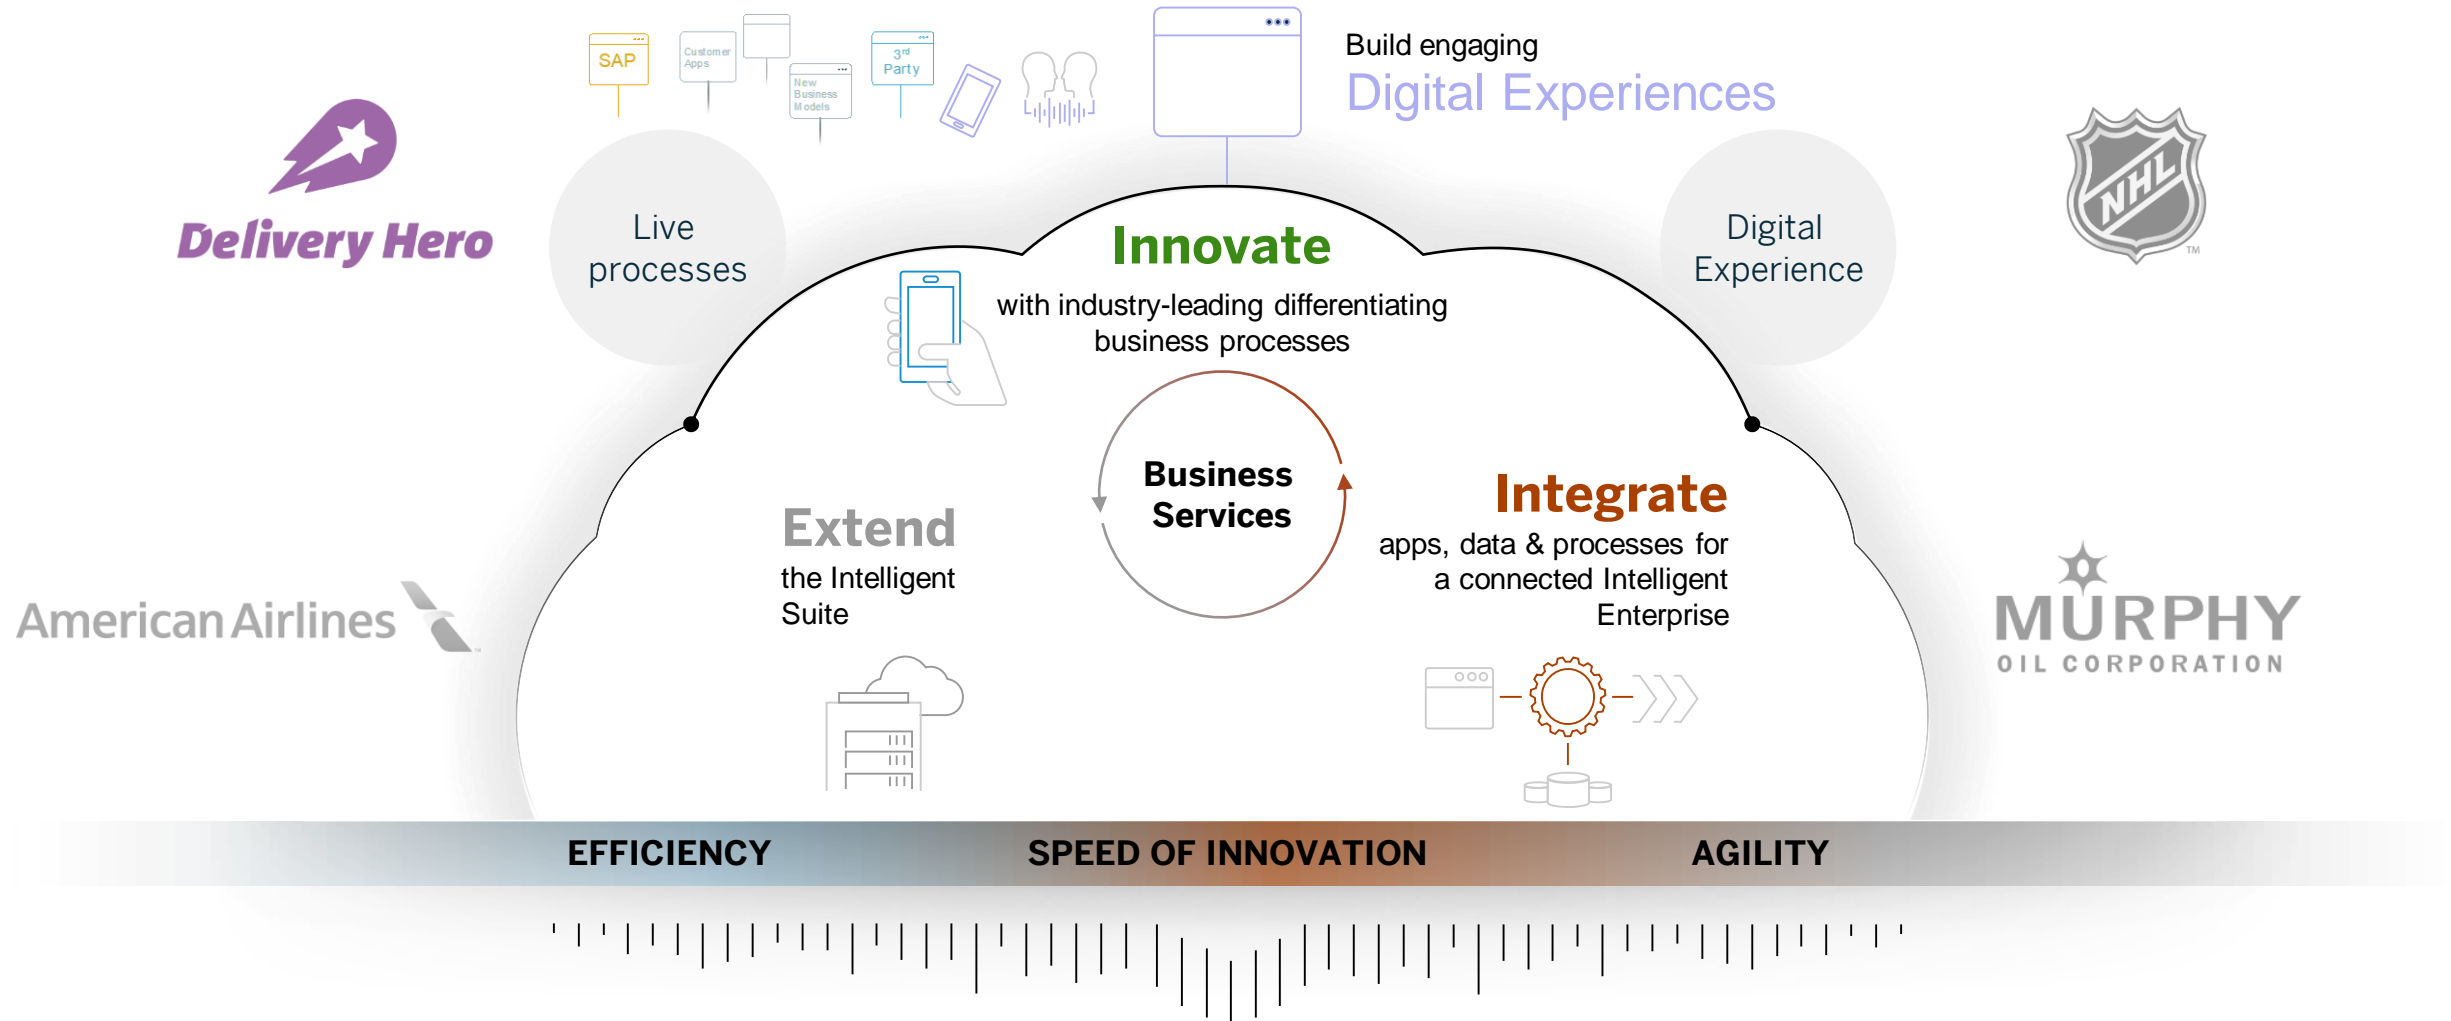 SAP
Customer
Apps
New
Business
Models
3rd
Party
Build engaging
Digital Experiences
Delivery Hero
Live
processes
Digital
Experience
NHL
TM
Innovate
with industry-leading differentiating
business processes
Business
Services
Extend
the Intelligent
Suite
Integrate
apps, data & processes for
a connected Intelligent
Enterprise
American Airlines
MURPHY
OIL CORPORATION
EFFICIENCY
SPEED OF INNOVATION
AGILITY